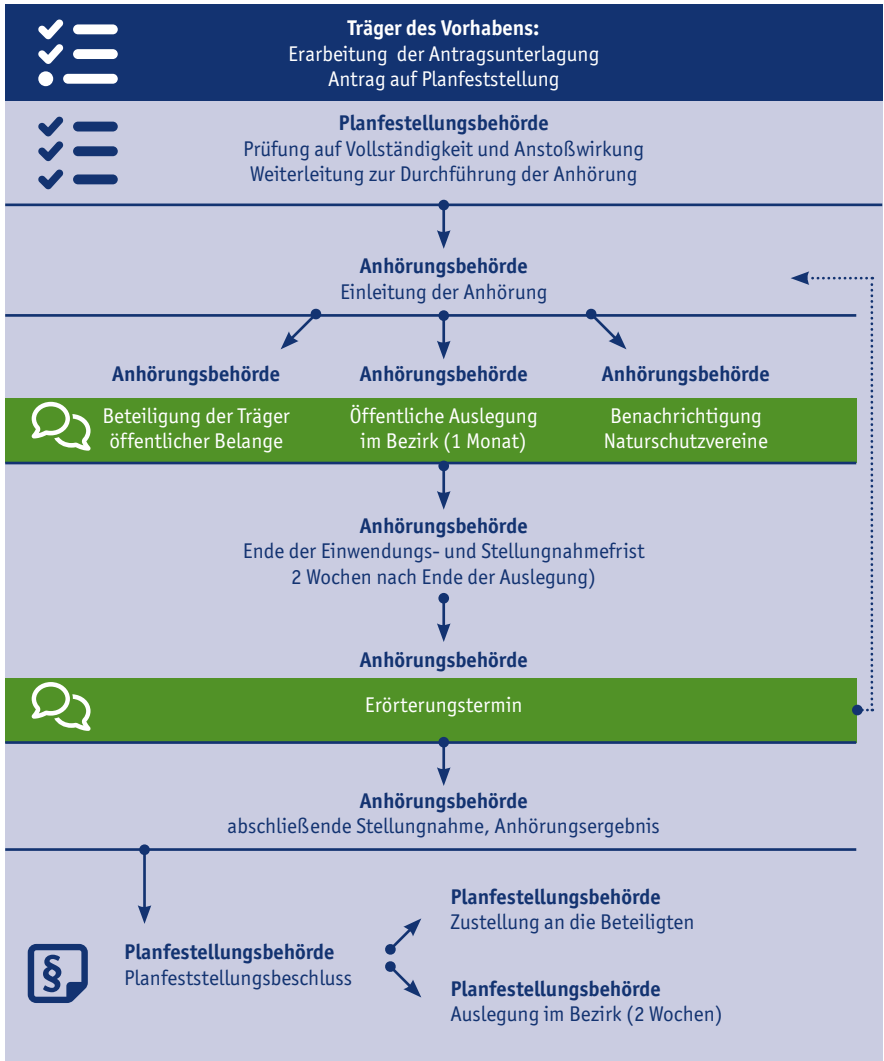 Träger des Vorhabens:
Erarbeitung der Antragsunterlagung
Antrag auf Planfeststellung
Planfestellungsbehörde
Prüfung auf Vollständigkeit und Anstoßwirkung
Weiterleitung zur Durchführung der Anhörung
Anhörungsbehörde
Einleitung der Anhörung
Anhörungsbehörde
Beteiligung der Träger
öffentlicher Belange
Anhörungsbehörde
Öffentliche Auslegung
im Bezirk (1 Monat)
Anhörungsbehörde
Benachrichtigung
Naturschutzvereine
Anhörungsbehörde
Ende der Einwendungs- und Stellungnahmefrist
2 Wochen nach Ende der Auslegung)
Anhörungsbehörde
Erörterungstermin
Anhörungsbehörde
abschließende Stellungnahme, Anhörungsergebnis
§
Planfestellungsbehörde
Planfeststellungsbeschluss
Planfestellungsbehörde
Zustellung an die Beteiligten
Planfestellungsbehörde
Auslegung im Bezirk (2 Wochen)